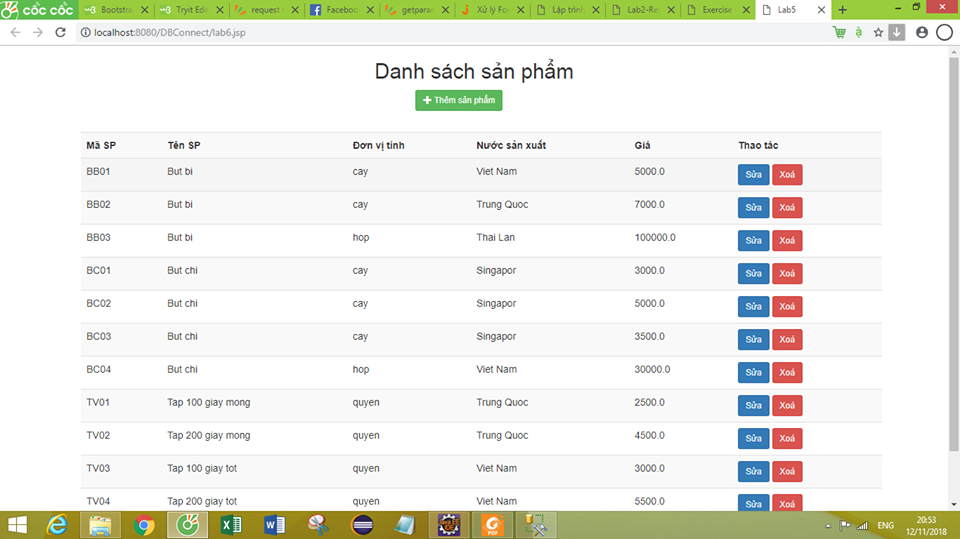 cốc cốc Bootstra Tryit Edi request Facebook getparam Xử lý Fo Lập trình Lab2-Re Exercise Lab5
localhost:8080/DBConnect/lab6.jsp
Danh sách sản phẩm
Thêm sản phẩm
Mã SP Tên SP Đơn vị tính Nước sản xuất Giá Thao tác
BB01 But bi cay Viet Nam 5000.0 Sửa Xoá
BB02 But bi cay Trung Quoc 7000.0 Sửa Xoá
BB03 But bi hop Thai Lan 100000.0 Sửa Xoá
BC01 But chi cay Singapor 3000.0 Sửa Xoá
BC02 But chi cay Singapor 5000.0 Sửa Xoá
BC03 But chi cay Singapor 3500.0 Sửa Xoá
BC04 But chi hop Viet Nam 30000.0 Sửa Xoá
TV01 Tap 100 giay mong quyen Trung Quoc 2500.0 Sửa Xoá
TV02 Tap 200 giay mong quyen Trung Quoc 4500.0 Sửa Xoá
TV03 Tap 100 giay tot quyen Viet Nam 3000.0 Sửa Xoá
TV04 Tap 200 giay tot quyen Viet Nam 5500.0 Sửa Xoá
ENG 20:53
12/11/2018